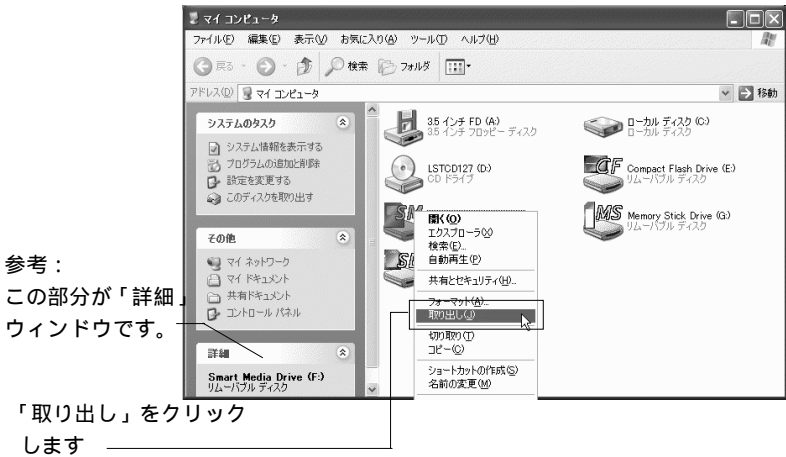 マイ コンピュータ
ファイル(F) 編集(E) 表示(V) お気に入り(A) ツール(T) ヘルプ(H)
戻る 検索 フォルダ
アドレス(D) マイ コンピュータ 移動
システムのタスク
システム情報を表示する
プログラムの追加と削除
設定を変更する
このディスクを取り出す
その他
マイ ネットワーク
マイ ドキュメント
共有ドキュメント
コントロール パネル
詳細
Smart Media Drive (F:)
リムーバブル ディスク
3.5 インチ FD (A:)
3.5 インチ フロッピー ディスク
ローカル ディスク (C:)
ローカル ディスク
LSTCD127 (D:)
CD ドライブ
CF
Compact Flash Drive (E:)
リムーバブル ディスク
SM
MS
Memory Stick Drive (G:)
リムーバブル ディスク
開く(O)
エクスプローラ(X)
検索(E)...
自動再生(P)
共有とセキュリティ(H)...
フォーマット(A)...
取り出し(J)
切り取り(T)
コピー(C)
ショートカットの作成(S)
名前の変更(M)
参考：
この部分が「詳細」
ウィンドウです。
「取り出し」をクリック
します